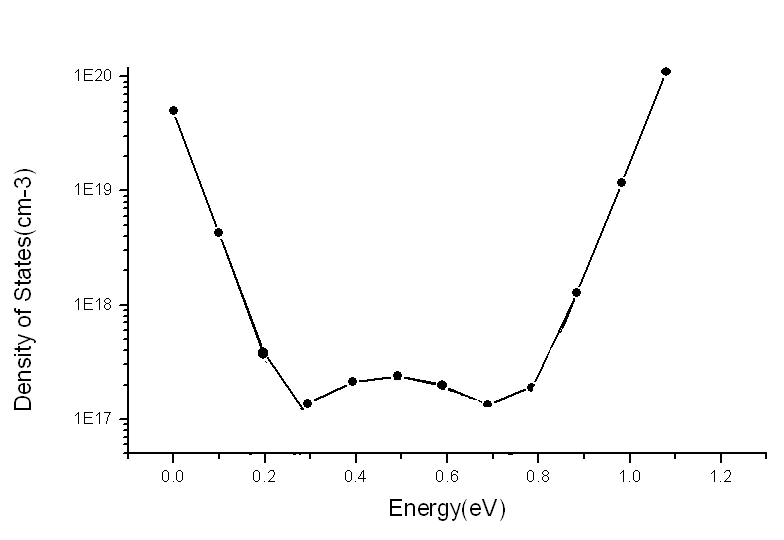 1E20
1E19
1E18
1E17
Density of States(cm-3)
0.0 0.2 0.4 0.6 0.8 1.0 1.2
Energy(eV)